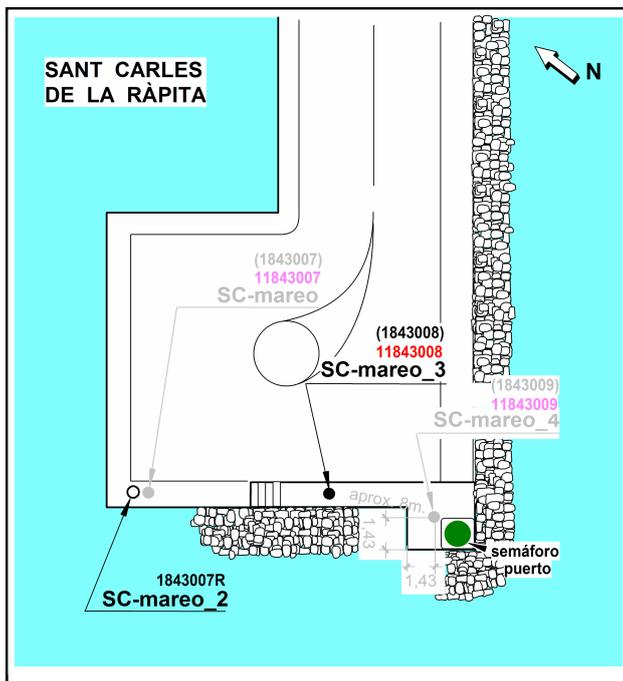 SANT CARLES
DE LA RÀPITA
N
(1843007)
11843007
SC-mareo
(1843008)
11843008
SC-mareo_3
(1843009)
11843009
SC-mareo_4
aprox. 8m.
1,43
1,43
semáforo
puerto
1843007R
SC-mareo_2